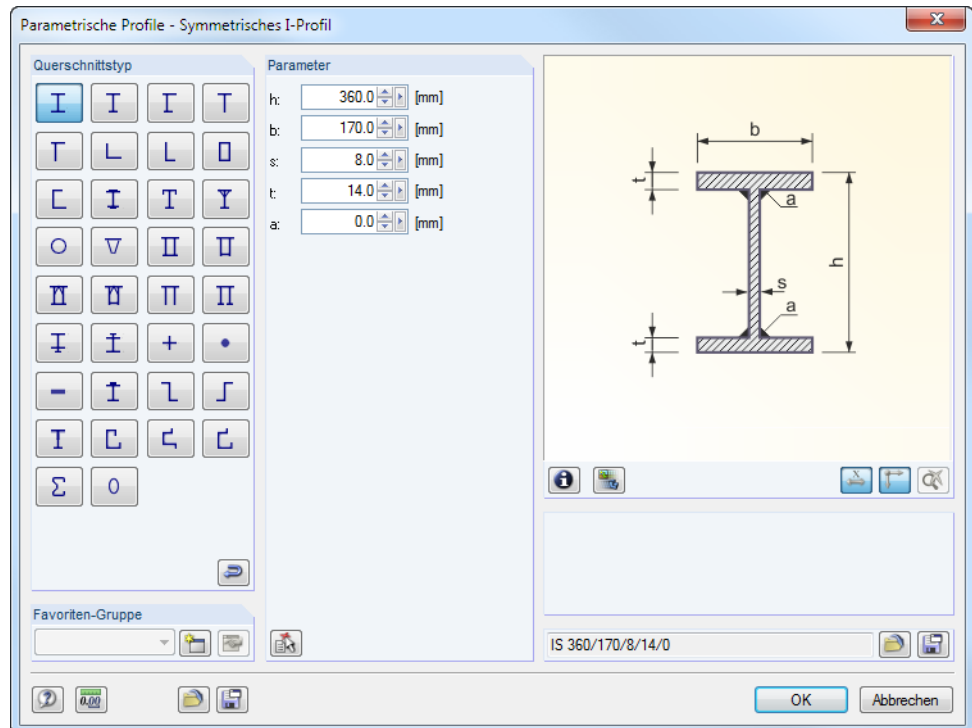 Parametrische Profile - Symmetrisches I-Profil
Querschnittstyp
Parameter
h: 360.0 [mm]
b: 170.0 [mm]
s: 8.0 [mm]
t: 14.0 [mm]
a: 0.0 [mm]
b
t
a
h
s
a
t
X
Favoriten-Gruppe
IS 360/170/8/14/0
0.00
OK
Abbrechen